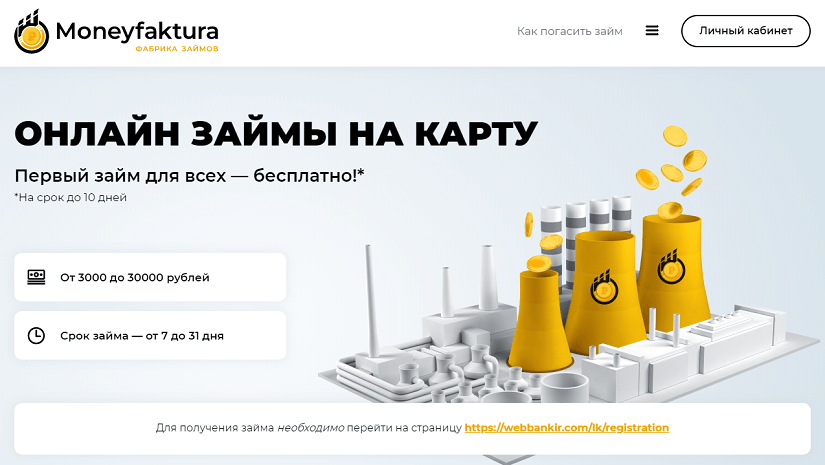 Moneyfaktura
ФАБРИКА ЗАЙМОВ
Как погасить займ
Личный кабинет
ОНЛАЙН ЗАЙМЫ НА КАРТУ
Первый займ для всех — бесплатно!*
*На срок до 10 дней
От 3000 до 30000 рублей
Срок займа — от 7 до 31 дня
Для получения займа необходимо перейти на страницу https://webbankir.com/lk/registration